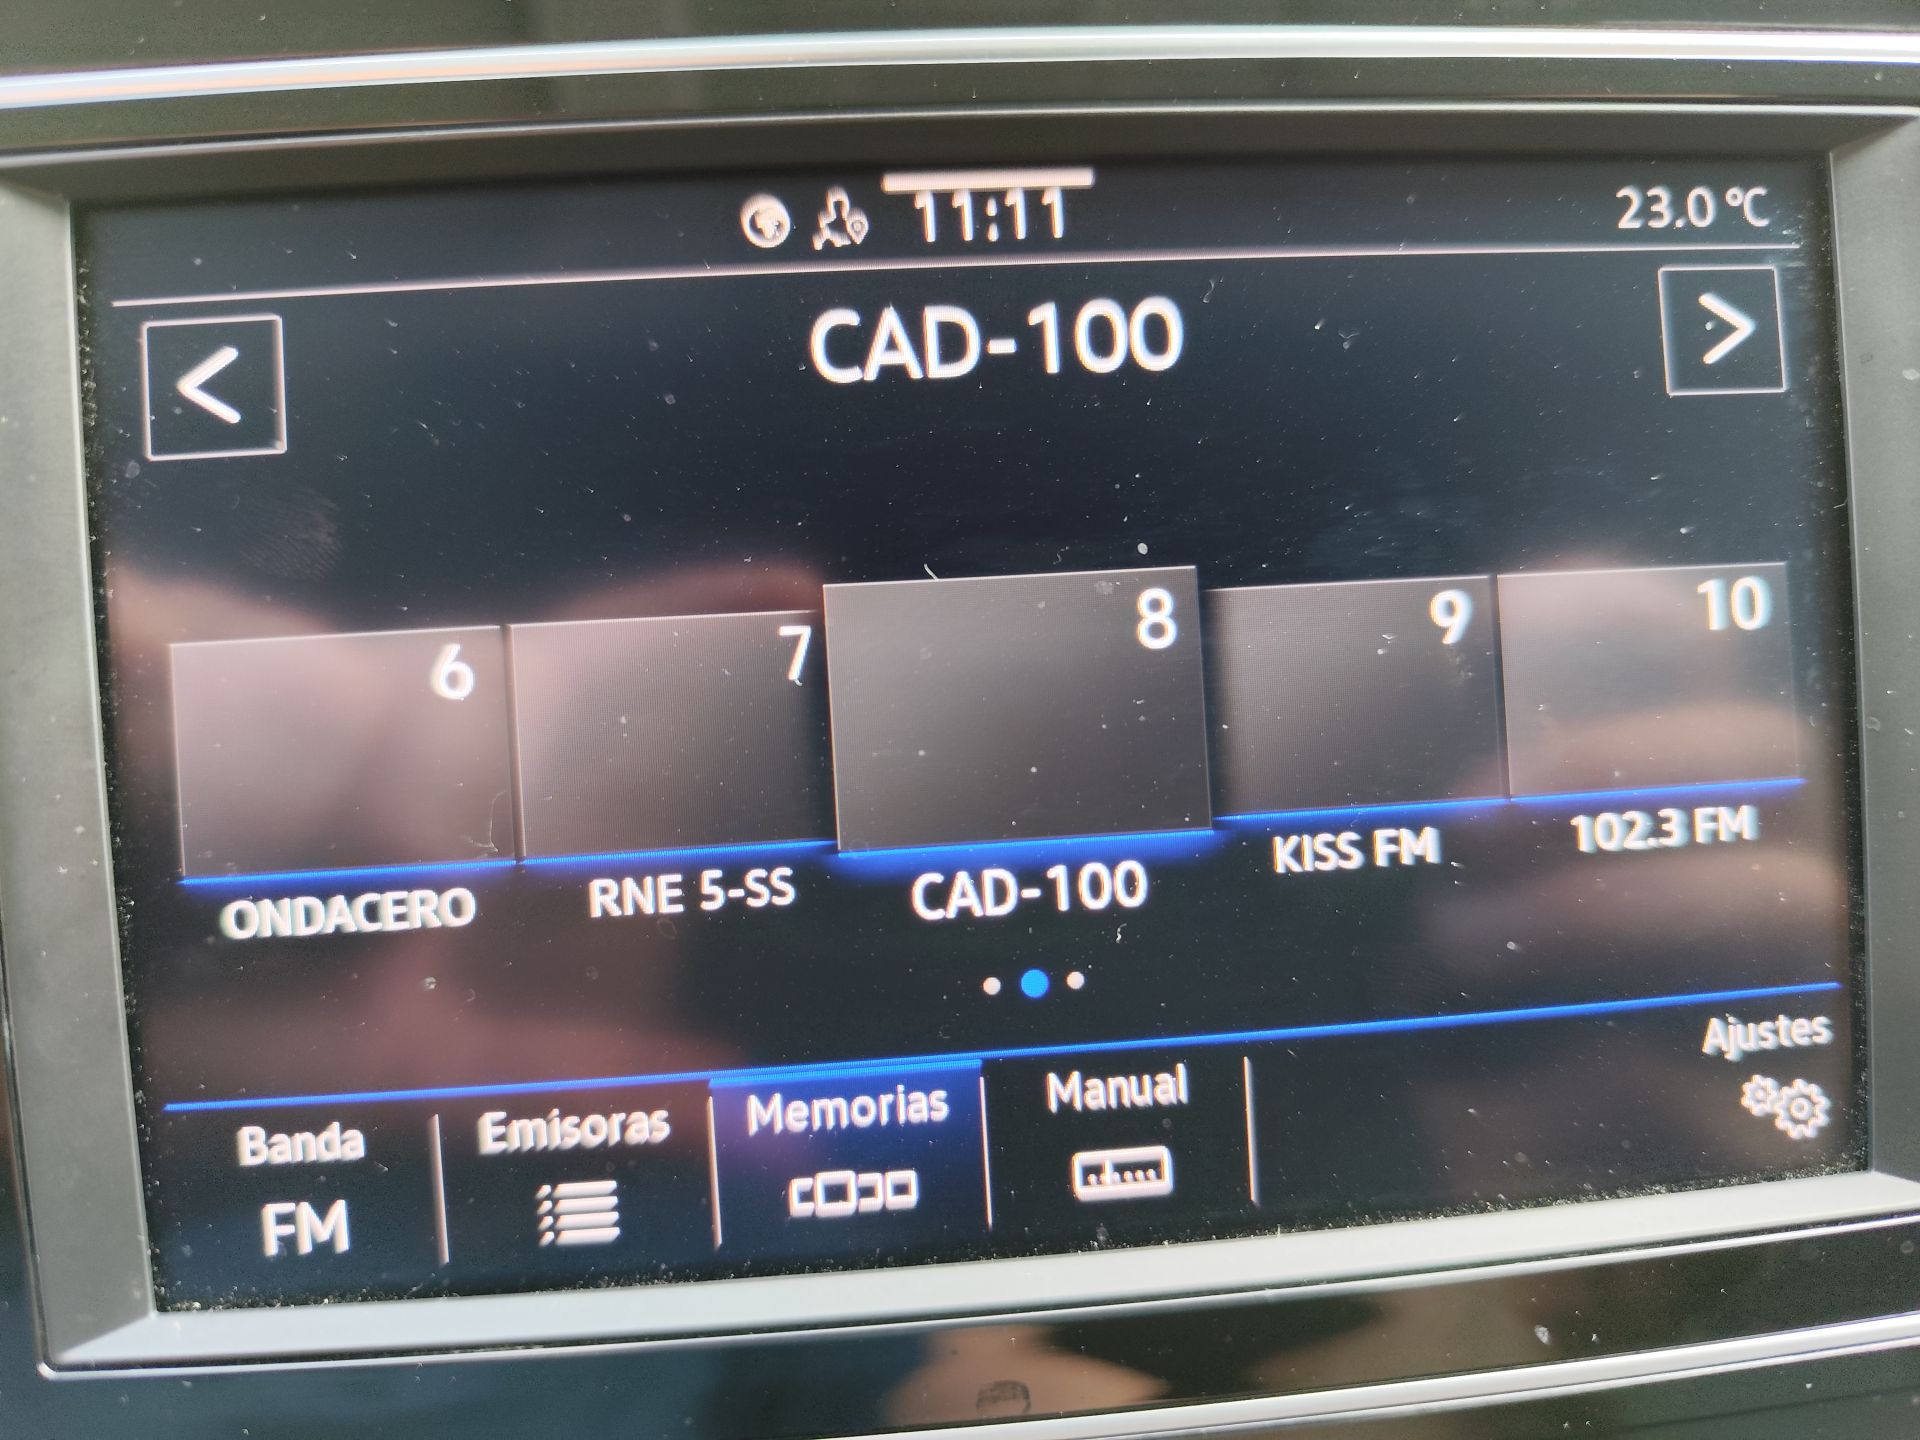 11:11
23.0 °C
CAD-100
6
7
8
9
10
ONDACERO
RNE 5-SS
CAD-100
KISS FM
102.3 FM
Banda
FM
Emisoras
Memorias
Manual
Ajustes